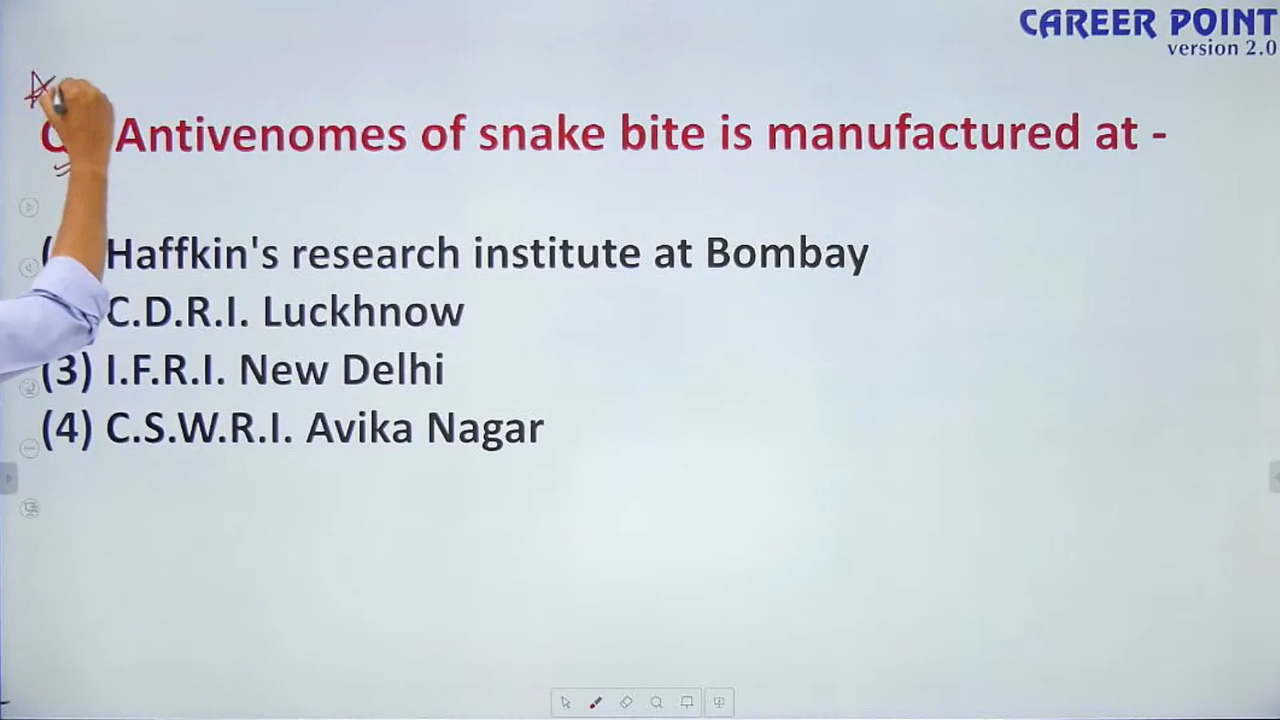 CAREER POINT
version 2.0
Antivenomes of snake bite is manufactured at -
Haffkin's research institute at Bombay
C.D.R.I. Luckhnow
(3) I.F.R.I. New Delhi
(4) C.S.W.R.I. Avika Nagar